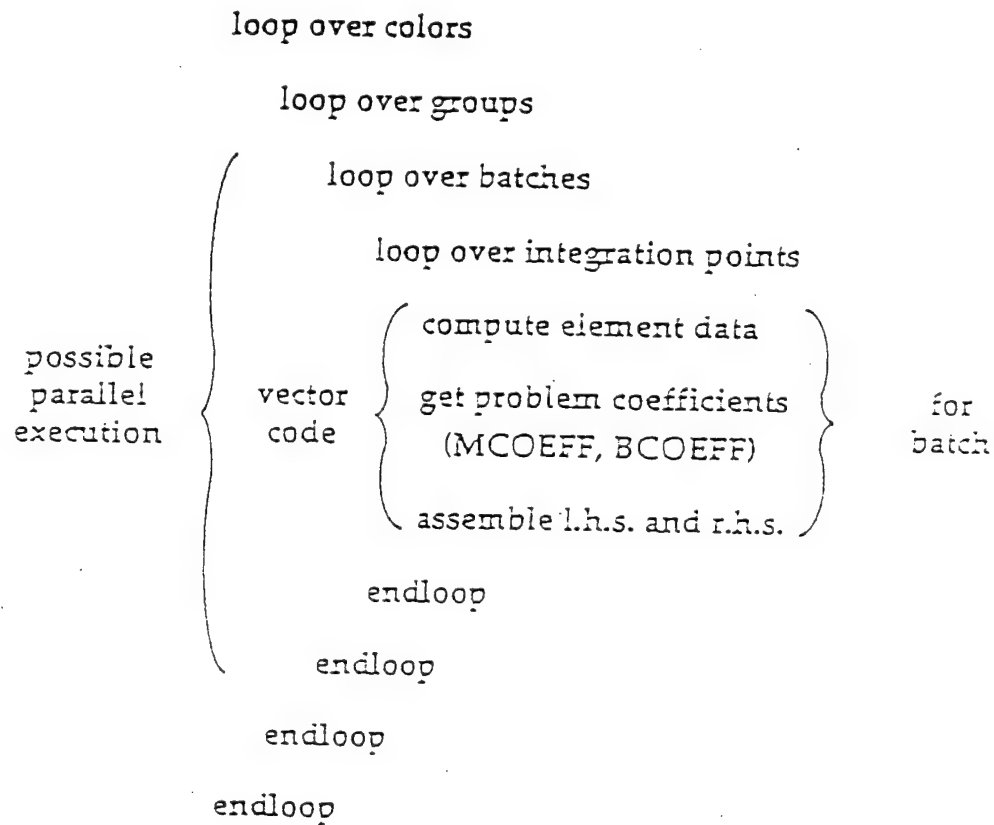 loop over colors
loop over groups
loop over batches
loop over integration points
possible
parallel
execution
vector
code
compute element data
get problem coefficients
(MCOEFF, BCOEFF)
assemble l.h.s. and r.h.s.
for
batch
endloop
endloop
endloop
endloop